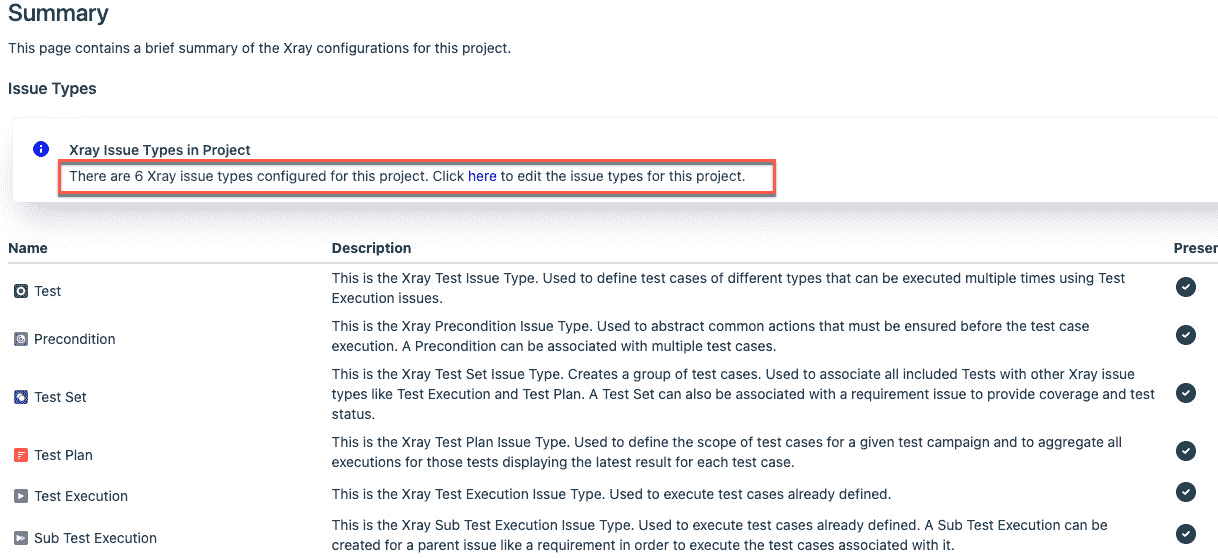 Summary
This page contains a brief summary of the Xray configurations for this project.
Issue Types
Xray Issue Types in Project
There are 6 Xray issue types configured for this project. Click here to edit the issue types for this project.
Name Description Preser
Test This is the Xray Test Issue Type. Used to define test cases of different types that can be executed multiple times using Test
Execution issues.
Precondition This is the Xray Precondition Issue Type. Used to abstract common actions that must be ensured before the test case
execution. A Precondition can be associated with multiple test cases.
Test Set This is the Xray Test Set Issue Type. Creates a group of test cases. Used to associate all included Tests with other Xray issue
types like Test Execution and Test Plan. A Test Set can also be associated with a requirement issue to provide coverage and test
status.
Test Plan This is the Xray Test Plan Issue Type. Used to define the scope of test cases for a given test campaign and to aggregate all
executions for those tests displaying the latest result for each test case.
Test Execution This is the Xray Test Execution Issue Type. Used to execute test cases already defined.
Sub Test Execution This is the Xray Sub Test Execution Issue Type. Used to execute test cases already defined. A Sub Test Execution can be
created for a parent issue like a requirement in order to execute the test cases associated with it.